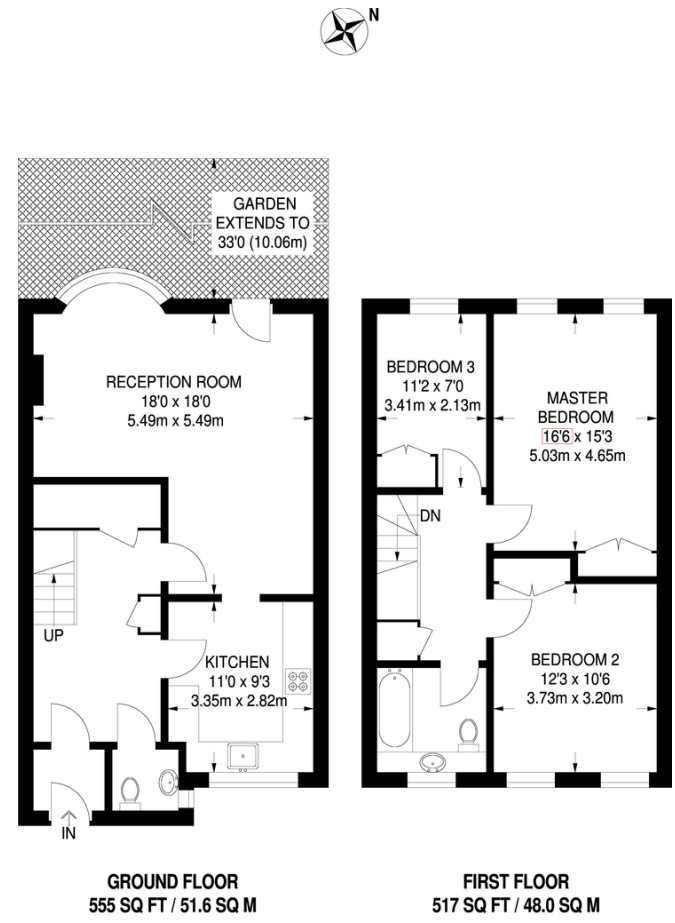 N
GARDEN
EXTENDS TO
33'0 (10.06m)
RECEPTION ROOM
18'0 x 18'0
5.49m x 5.49m
UP
KITCHEN
11'0 x 9'3
3.35m x 2.82m
IN
GROUND FLOOR
555 SQ FT / 51.6 SQ M
BEDROOM 3
11'2 x 7'0
3.41m x 2.13m
MASTER
BEDROOM
16'6 x 15'3
5.03m x 4.65m
DN
BEDROOM 2
12'3 x 10'6
3.73m x 3.20m
FIRST FLOOR
517 SQ FT / 48.0 SQ M